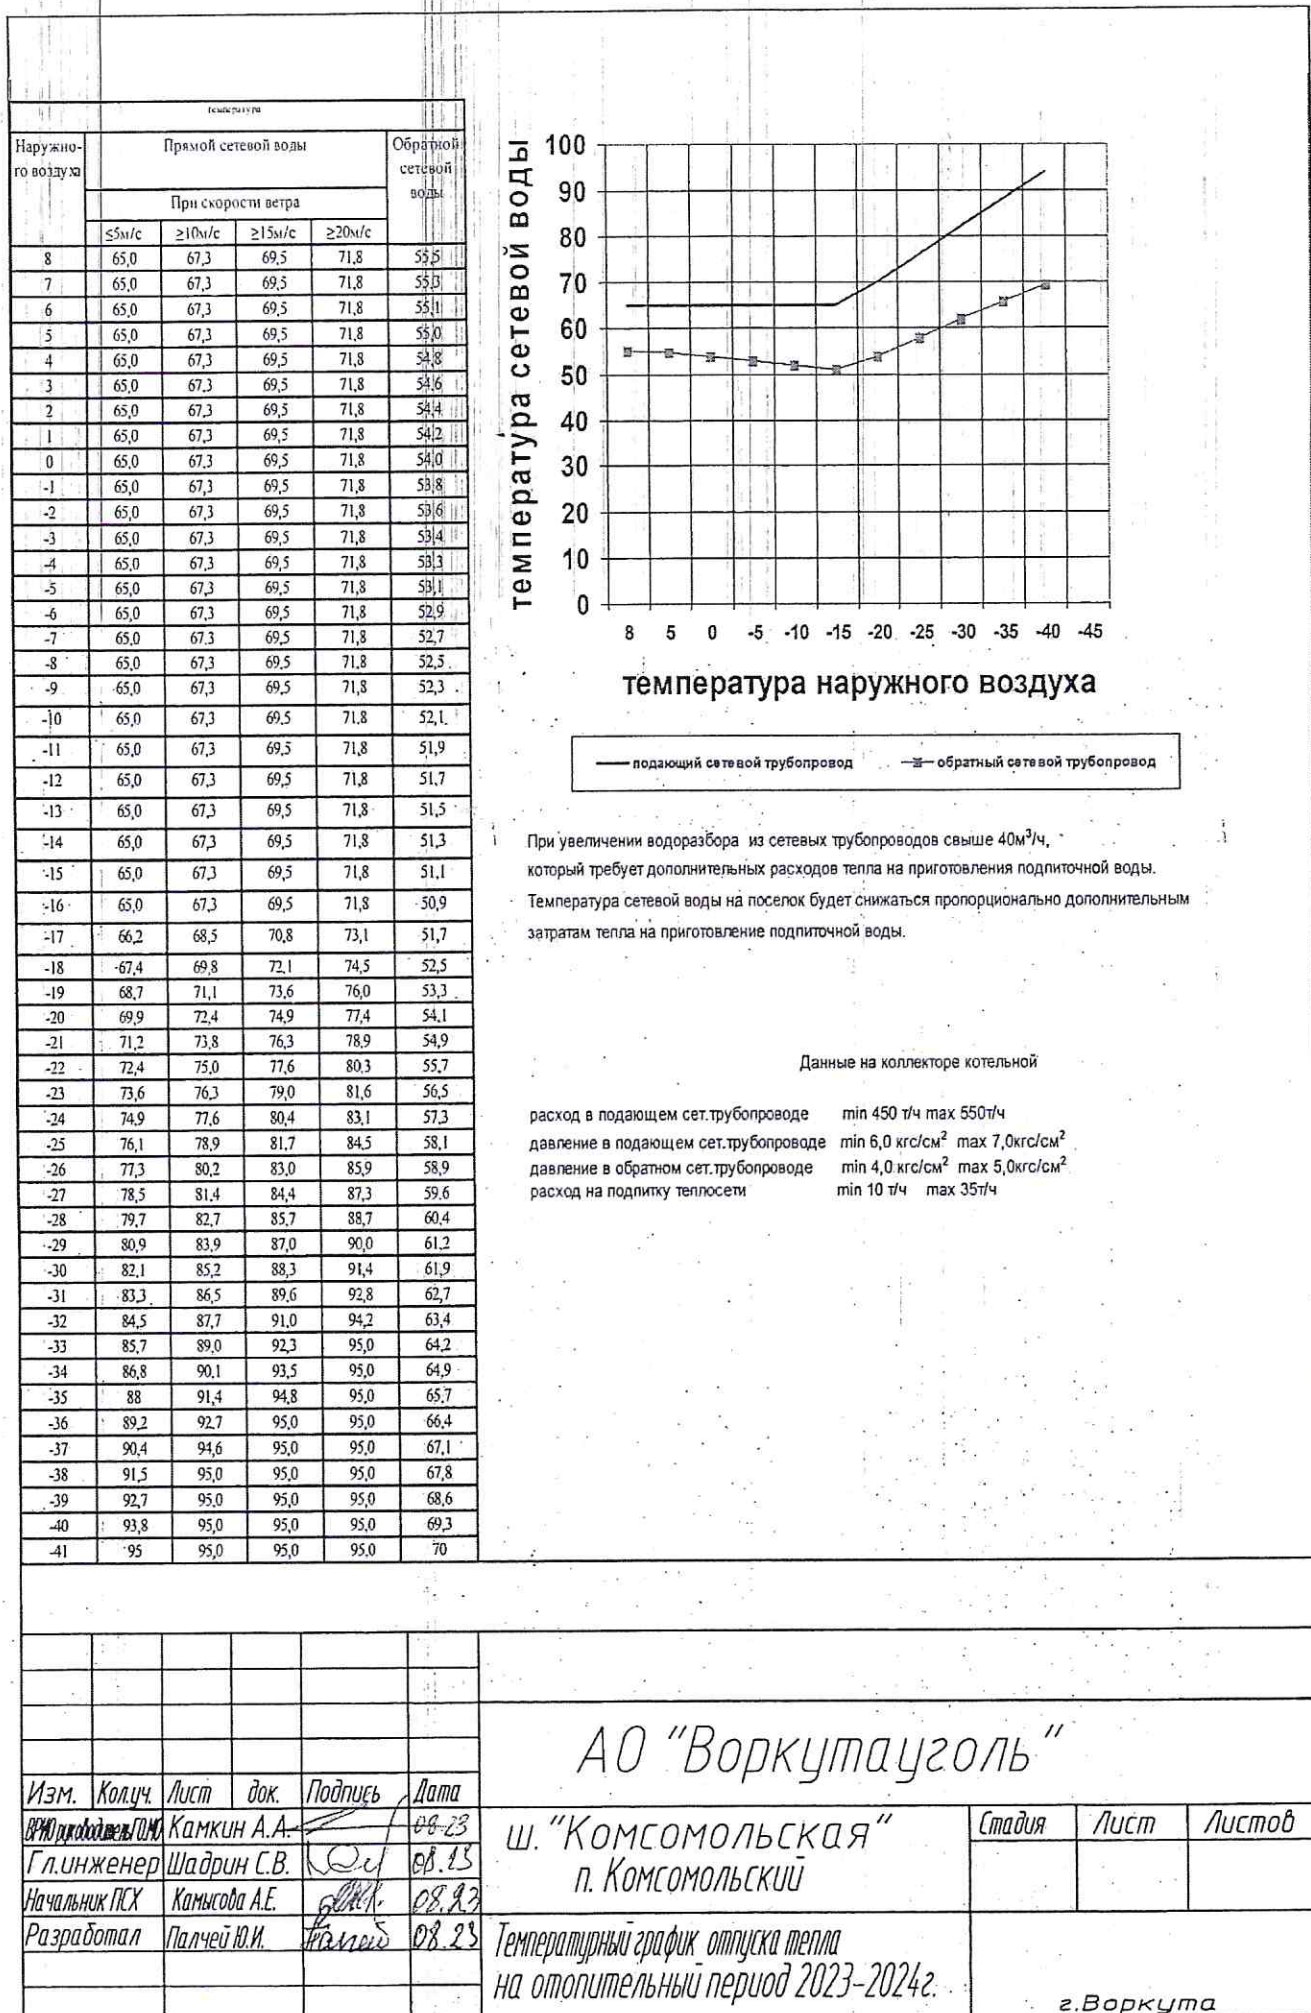 температура
Наружно-
го воздуха
Прямой сетевой воды
Обратной
сетевой
воды
При скорости ветра
≤5м/с ≥10м/с ≥15м/с ≥20м/с
8 65,0 67,3 69,5 71,8 55,5
7 65,0 67,3 69,5 71,8 55,3
6 65,0 67,3 69,5 71,8 55,1
5 65,0 67,3 69,5 71,8 55,0
4 65,0 67,3 69,5 71,8 54,8
3 65,0 67,3 69,5 71,8 54,6
2 65,0 67,3 69,5 71,8 54,4
1 65,0 67,3 69,5 71,8 54,2
0 65,0 67,3 69,5 71,8 54,0
-1 65,0 67,3 69,5 71,8 53,8
-2 65,0 67,3 69,5 71,8 53,6
-3 65,0 67,3 69,5 71,8 53,4
-4 65,0 67,3 69,5 71,8 53,3
-5 65,0 67,3 69,5 71,8 53,1
-6 65,0 67,3 69,5 71,8 52,9
-7 65,0 67,3 69,5 71,8 52,7
-8 65,0 67,3 69,5 71,8 52,5
-9 65,0 67,3 69,5 71,8 52,3
-10 65,0 67,3 69,5 71,8 52,1
-11 65,0 67,3 69,5 71,8 51,9
-12 65,0 67,3 69,5 71,8 51,7
-13 65,0 67,3 69,5 71,8 51,5
-14 65,0 67,3 69,5 71,8 51,3
-15 65,0 67,3 69,5 71,8 51,1
-16 65,0 67,3 69,5 71,8 50,9
-17 66,2 68,5 70,8 73,1 51,7
-18 67,4 69,8 72,1 74,5 52,5
-19 68,7 71,1 73,6 76,0 53,3
-20 69,9 72,4 74,9 77,4 54,1
-21 71,2 73,8 76,3 78,9 54,9
-22 72,4 75,0 77,6 80,3 55,7
-23 73,6 76,3 79,0 81,6 56,5
-24 74,9 77,6 80,4 83,1 57,3
-25 76,1 78,9 81,7 84,5 58,1
-26 77,3 80,2 83,0 85,9 58,9
-27 78,5 81,4 84,4 87,3 59,6
-28 79,7 82,7 85,7 88,7 60,4
-29 80,9 83,9 87,0 90,0 61,2
-30 82,1 85,2 88,3 91,4 61,9
-31 83,3 86,5 89,6 92,8 62,7
-32 84,5 87,7 91,0 94,2 63,4
-33 85,7 89,0 92,3 95,0 64,2
-34 86,8 90,1 93,5 95,0 64,9
-35 88 91,4 94,8 95,0 65,7
-36 89,2 92,7 95,0 95,0 66,4
-37 90,4 94,6 95,0 95,0 67,1
-38 91,5 95,0 95,0 95,0 67,8
-39 92,7 95,0 95,0 95,0 68,6
-40 93,8 95,0 95,0 95,0 69,3
-41 95 95,0 95,0 95,0 70
температура сетевой воды
100
90
80
70
60
50
40
30
20
10
0
8 5 0 -5 -10 -15 -20 -25 -30 -35 -40 -45
температура наружного воздуха
подающий сетевой трубопровод обратный сетевой трубопровод
При увеличении водоразбора из сетевых трубопроводов свыше 40м³/ч,
который требует дополнительных расходов тепла на приготовления подпиточной воды.
Температура сетевой воды на поселок будет снижаться пропорционально дополнительным
затратам тепла на приготовление подпиточной воды.
Данные на коллекторе котельной
расход в подающем сет.трубопроводе min 450 т/ч max 550т/ч
давление в подающем сет.трубопроводе min 6,0 кгс/см² max 7,0кгс/см²
давление в обратном сет.трубопроводе min 4,0 кгс/см² max 5,0кгс/см²
расход на подпитку теплосети min 10 т/ч max 35т/ч
Изм. Кол.уч. Лист док. Подпись Дата
Камкин А.А. 08.23
Гл.инженер Шадрин С.В. 08.23
Начальник ПСХ Камысова А.Е. 08.23
Разработал Палчей Ю.И. Палчей 08.23
АО "Воркутауголь"
ш."Комсомольская"
п. Комсомольский
Стадия Лист Листов
Температурный график отпуска тепла
на отопительный период 2023-2024г.
г.Воркута